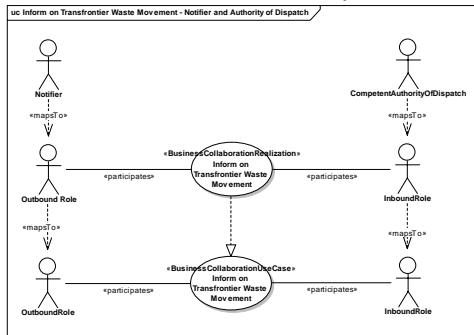 uc Inform on Transfrontier Waste Movement - Notifier and Authority of Dispatch
Notifier
CompetentAuthorityOfDispatch
«mapsTo»
«mapsTo»
«BusinessCollaborationRealization»
Inform on
Transfrontier Waste
Movement
«participates»
«participates»
Outbound Role
InboundRole
«mapsTo»
«mapsTo»
«BusinessCollaborationUseCase»
Inform on
Transfrontier Waste
Movement
«participates»
«participates»
OutboundRole
InboundRole